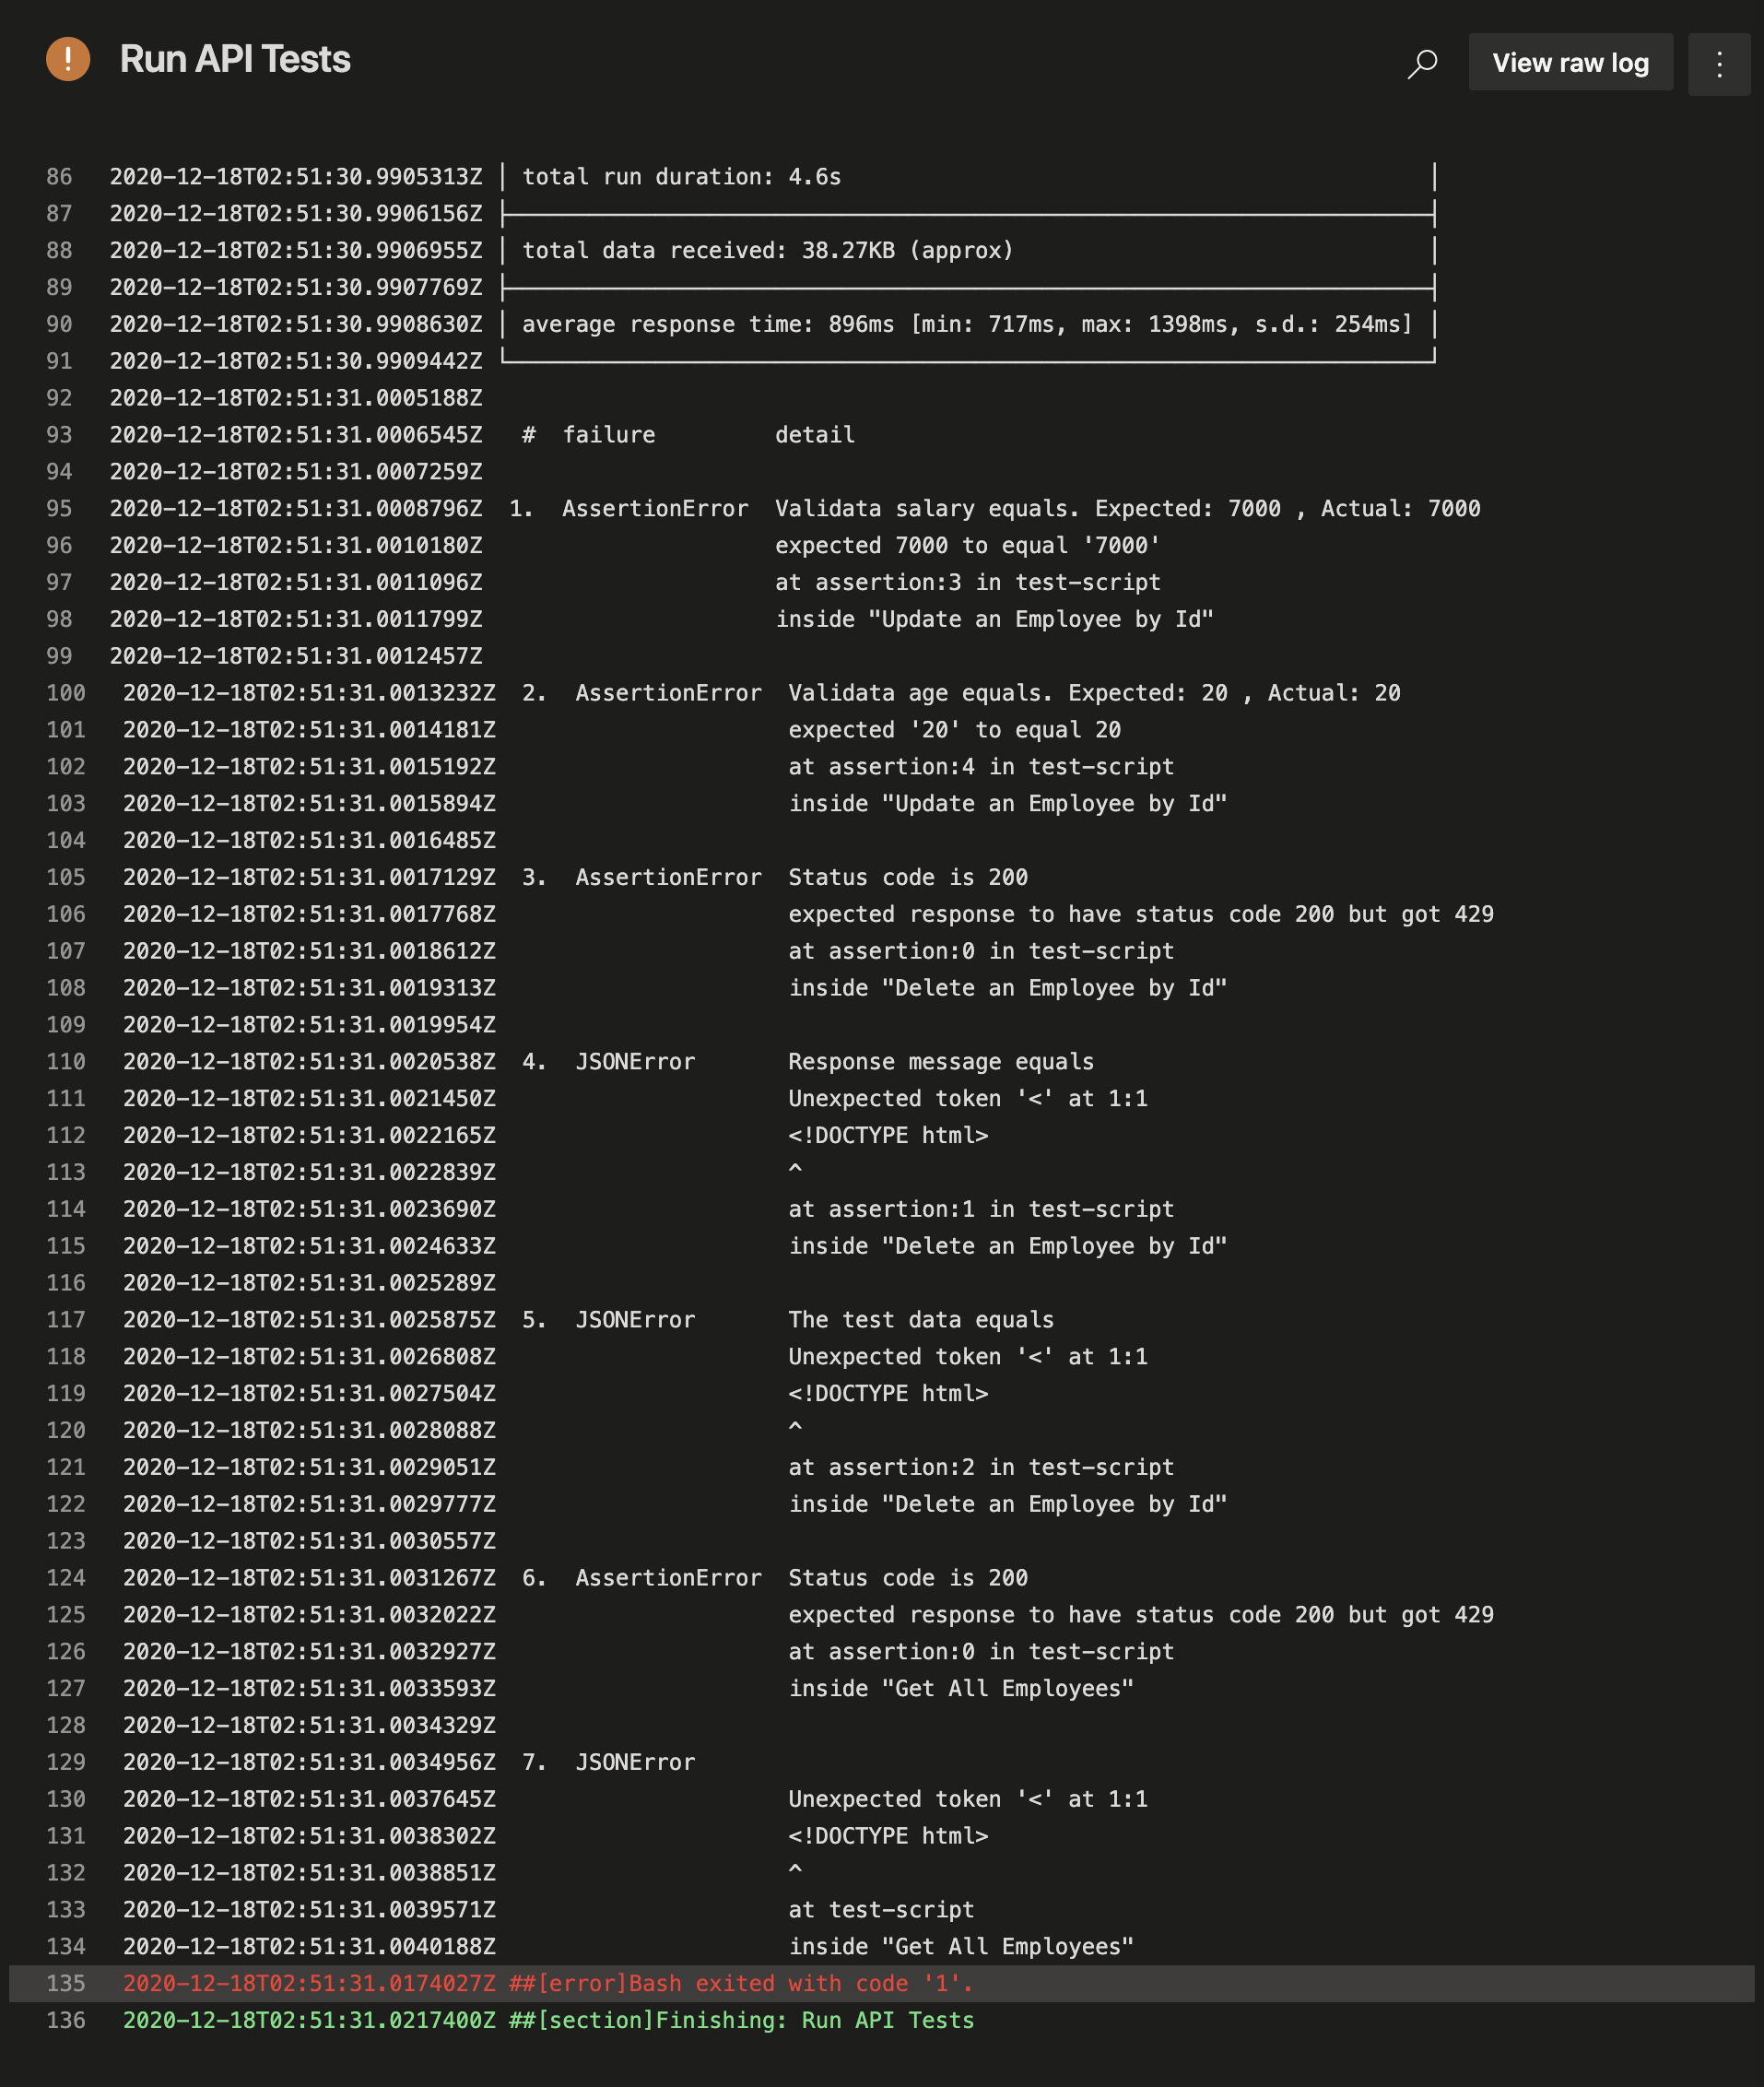 ! Run API Tests View raw log
86 2020-12-18T02:51:30.9905313Z │ total run duration: 4.6s │
87 2020-12-18T02:51:30.9906156Z
88 2020-12-18T02:51:30.9906955Z │ total data received: 38.27KB (approx) │
89 2020-12-18T02:51:30.9907769Z
90 2020-12-18T02:51:30.9908630Z │ average response time: 896ms [min: 717ms, max: 1398ms, s.d.: 254ms] │
91 2020-12-18T02:51:30.9909442Z
92 2020-12-18T02:51:31.0005188Z
93 2020-12-18T02:51:31.0006545Z # failure detail
94 2020-12-18T02:51:31.0007259Z
95 2020-12-18T02:51:31.0008796Z 1. AssertionError Validata salary equals. Expected: 7000 , Actual: 7000
96 2020-12-18T02:51:31.0010180Z expected 7000 to equal '7000'
97 2020-12-18T02:51:31.0011096Z at assertion:3 in test-script
98 2020-12-18T02:51:31.0011799Z inside "Update an Employee by Id"
99 2020-12-18T02:51:31.0012457Z
100 2020-12-18T02:51:31.0013232Z 2. AssertionError Validata age equals. Expected: 20 , Actual: 20
101 2020-12-18T02:51:31.0014181Z expected '20' to equal 20
102 2020-12-18T02:51:31.0015192Z at assertion:4 in test-script
103 2020-12-18T02:51:31.0015894Z inside "Update an Employee by Id"
104 2020-12-18T02:51:31.0016485Z
105 2020-12-18T02:51:31.0017129Z 3. AssertionError Status code is 200
106 2020-12-18T02:51:31.0017768Z expected response to have status code 200 but got 429
107 2020-12-18T02:51:31.0018612Z at assertion:0 in test-script
108 2020-12-18T02:51:31.0019313Z inside "Delete an Employee by Id"
109 2020-12-18T02:51:31.0019954Z
110 2020-12-18T02:51:31.0020538Z 4. JSONError Response message equals
111 2020-12-18T02:51:31.0021450Z Unexpected token '<' at 1:1
112 2020-12-18T02:51:31.0022165Z <!DOCTYPE html>
113 2020-12-18T02:51:31.0022839Z ^
114 2020-12-18T02:51:31.0023690Z at assertion:1 in test-script
115 2020-12-18T02:51:31.0024633Z inside "Delete an Employee by Id"
116 2020-12-18T02:51:31.0025289Z
117 2020-12-18T02:51:31.0025875Z 5. JSONError The test data equals
118 2020-12-18T02:51:31.0026808Z Unexpected token '<' at 1:1
119 2020-12-18T02:51:31.0027504Z <!DOCTYPE html>
120 2020-12-18T02:51:31.0028088Z ^
121 2020-12-18T02:51:31.0029051Z at assertion:2 in test-script
122 2020-12-18T02:51:31.0029777Z inside "Delete an Employee by Id"
123 2020-12-18T02:51:31.0030557Z
124 2020-12-18T02:51:31.0031267Z 6. AssertionError Status code is 200
125 2020-12-18T02:51:31.0032022Z expected response to have status code 200 but got 429
126 2020-12-18T02:51:31.0032927Z at assertion:0 in test-script
127 2020-12-18T02:51:31.0033593Z inside "Get All Employees"
128 2020-12-18T02:51:31.0034329Z
129 2020-12-18T02:51:31.0034956Z 7. JSONError
130 2020-12-18T02:51:31.0037645Z Unexpected token '<' at 1:1
131 2020-12-18T02:51:31.0038302Z <!DOCTYPE html>
132 2020-12-18T02:51:31.0038851Z ^
133 2020-12-18T02:51:31.0039571Z at test-script
134 2020-12-18T02:51:31.0040188Z inside "Get All Employees"
135 2020-12-18T02:51:31.0174027Z ##[error]Bash exited with code '1'.
136 2020-12-18T02:51:31.0217400Z ##[section]Finishing: Run API Tests